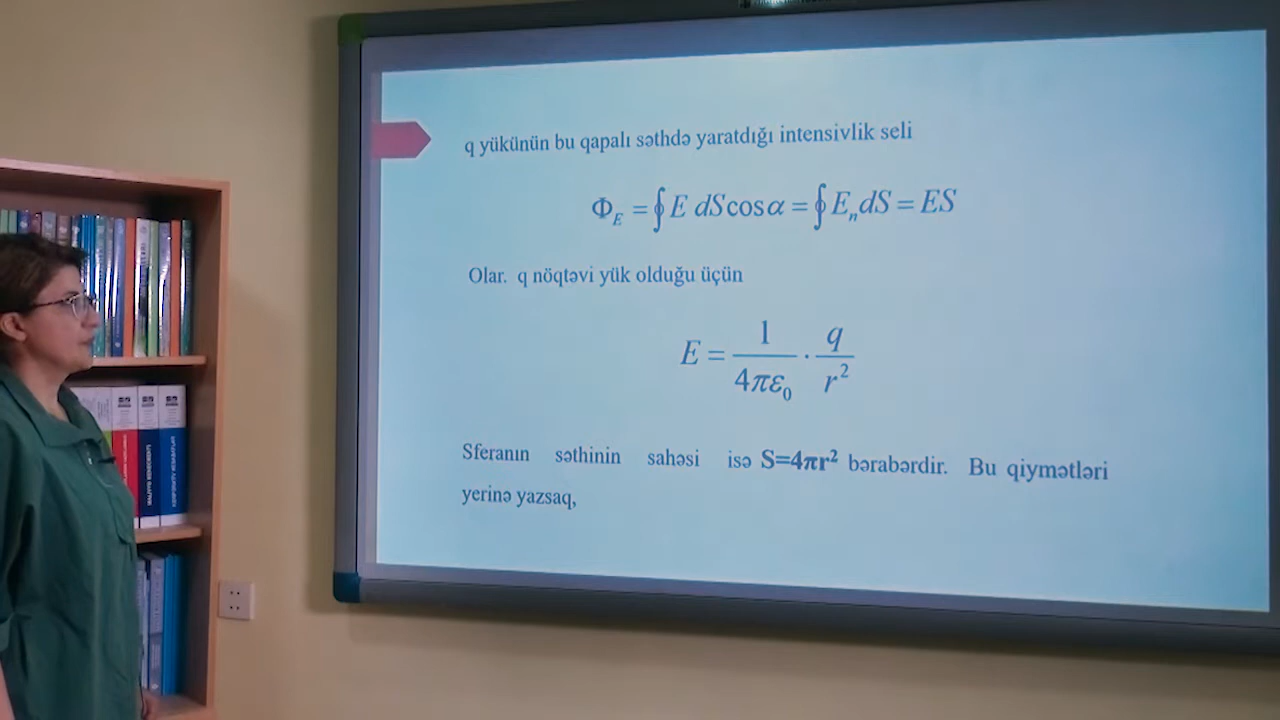 q yükünün bu qapalı səthdə yaratdığı intensivlik seli
Φ_E = ∮ E dS cos α = ∮ E_n dS = ES
Olar. q nöqtəvi yük olduğu üçün
E = 1/(4πε₀) · q/r²
Sferanın səthinin sahəsi isə S=4πr² bərabərdir. Bu qiymətləri
yerinə yazsaq,